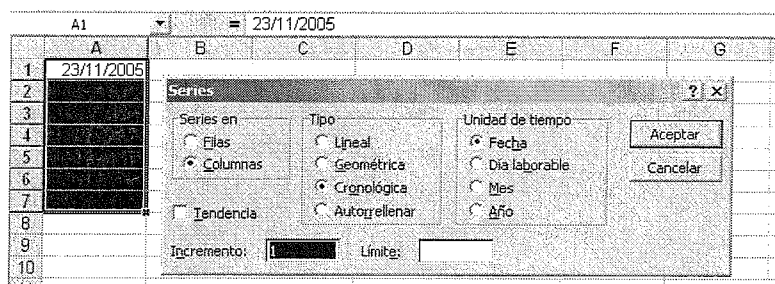 A1 = 23/11/2005
A B C D E F G
1 23/11/2005
2
3
4
5
6
7
8
9
10
Series
Series en
Filas
Columnas
Tendencia
Tipo
Lineal
Geométrica
Cronológica
Autorrellenar
Unidad de tiempo
Fecha
Dia laborable
Mes
Año
Aceptar
Cancelar
Incremento: 1 Límite: